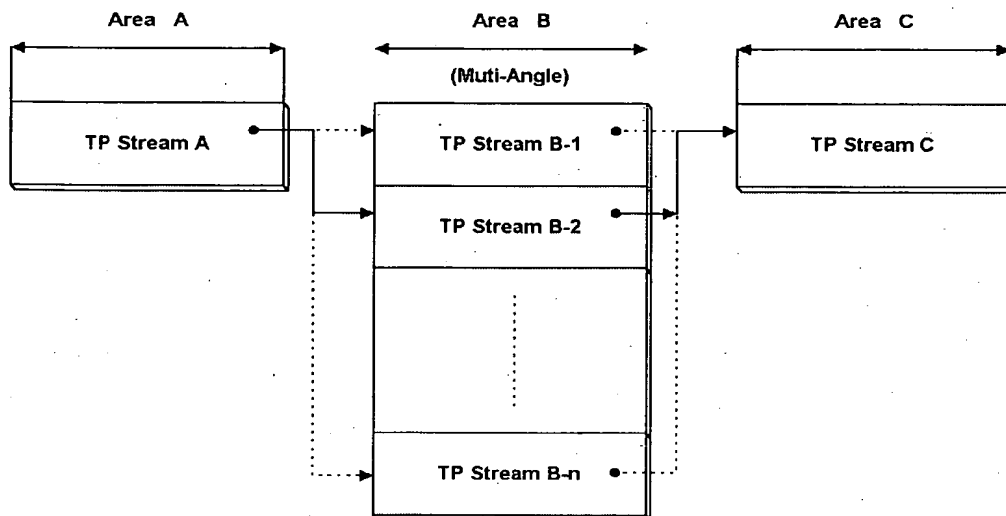 Area A
Area B
Area C
(Muti-Angle)
TP Stream A
TP Stream B-1
TP Stream C
TP Stream B-2
TP Stream B-n